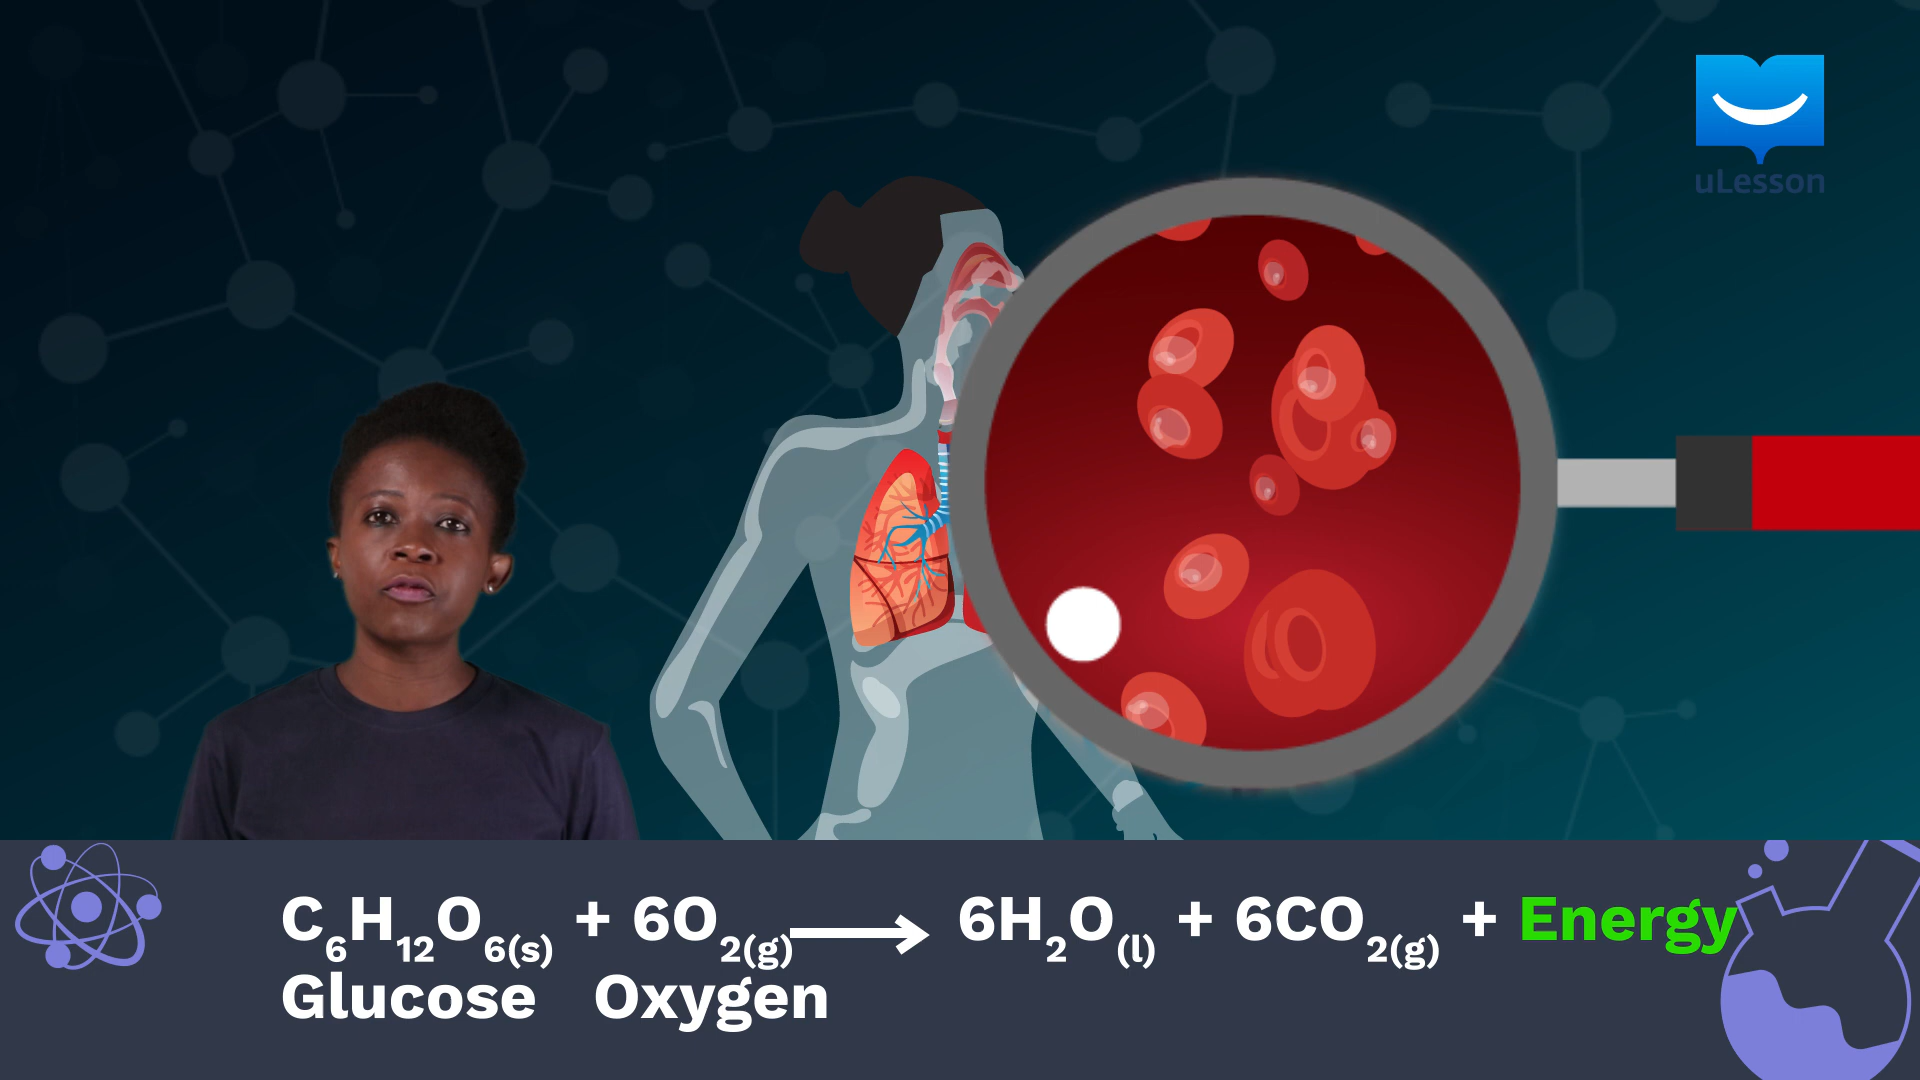 uLesson
C₆H₁₂O₆(s) + 6O₂(g) → 6H₂O(l) + 6CO₂(g) + Energy
Glucose Oxygen